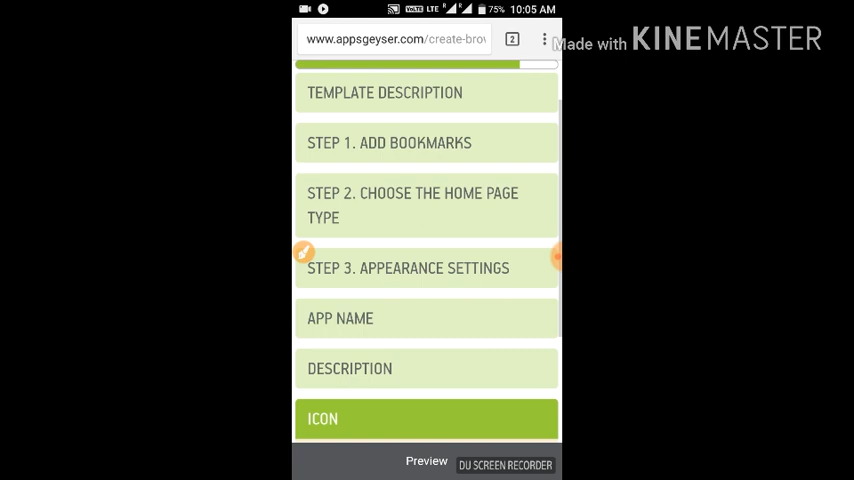 VoLTE LTE R R 75% 10:05 AM
www.appsgeyser.com/create-brov 2
Made with KINEMASTER
TEMPLATE DESCRIPTION
STEP 1. ADD BOOKMARKS
STEP 2. CHOOSE THE HOME PAGE
TYPE
STEP 3. APPEARANCE SETTINGS
APP NAME
DESCRIPTION
ICON
Preview
DU SCREEN RECORDER